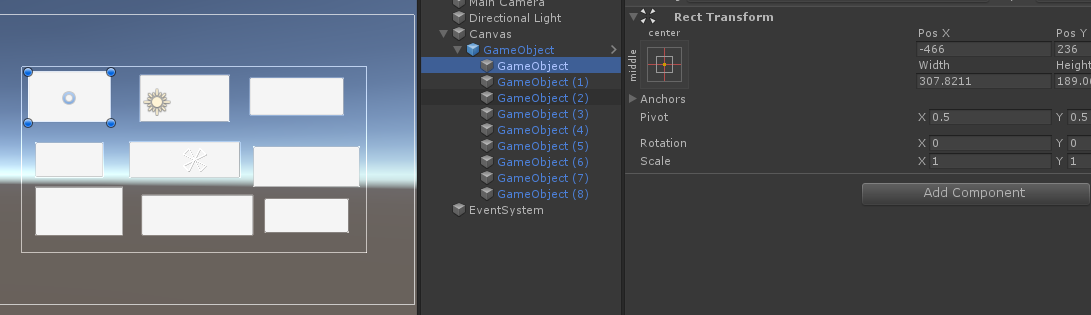 Main Camera
Directional Light
Canvas
GameObject
GameObject
GameObject (1)
GameObject (2)
GameObject (3)
GameObject (4)
GameObject (5)
GameObject (6)
GameObject (7)
GameObject (8)
EventSystem
Rect Transform
center
middle
Pos X Pos Y
-466 236
Width Height
307.8211 189.0
Anchors
Pivot X 0.5 Y 0.5
Rotation X 0 Y 0
Scale X 1 Y 1
Add Component